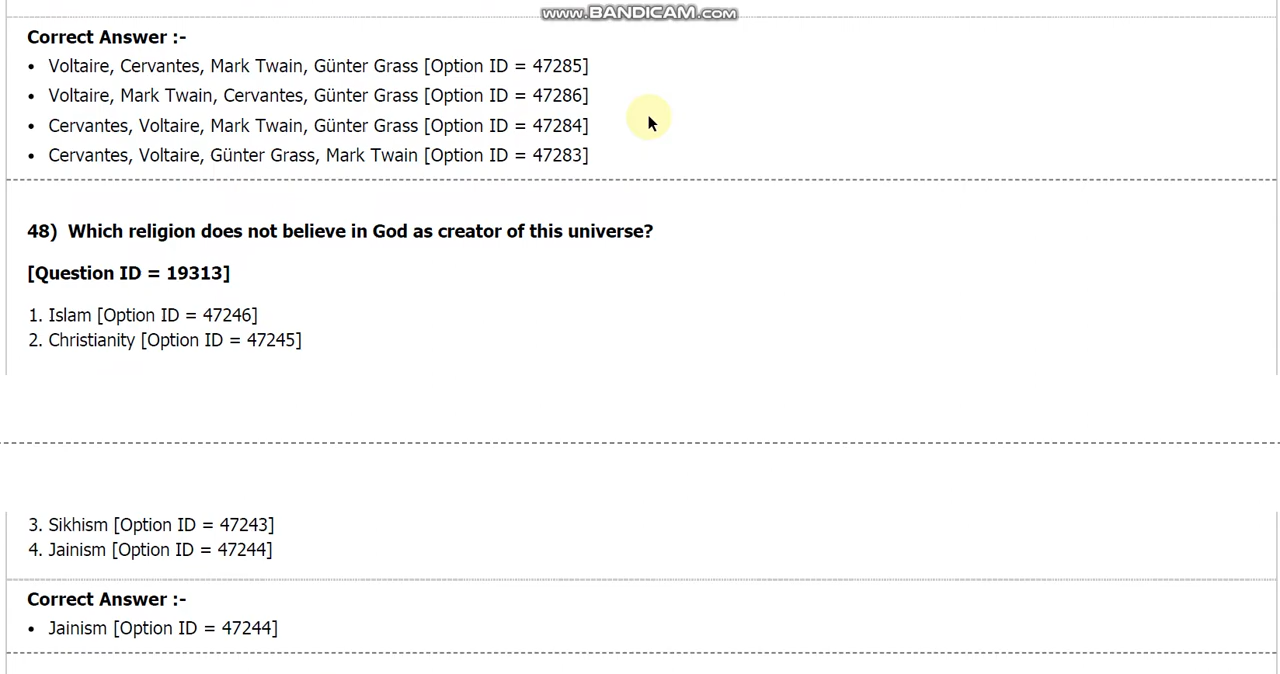 www.BANDICAM.com
Correct Answer :-
• Voltaire, Cervantes, Mark Twain, Günter Grass [Option ID = 47285]
• Voltaire, Mark Twain, Cervantes, Günter Grass [Option ID = 47286]
• Cervantes, Voltaire, Mark Twain, Günter Grass [Option ID = 47284]
• Cervantes, Voltaire, Günter Grass, Mark Twain [Option ID = 47283]
48) Which religion does not believe in God as creator of this universe?
[Question ID = 19313]
1. Islam [Option ID = 47246]
2. Christianity [Option ID = 47245]
3. Sikhism [Option ID = 47243]
4. Jainism [Option ID = 47244]
Correct Answer :-
• Jainism [Option ID = 47244]